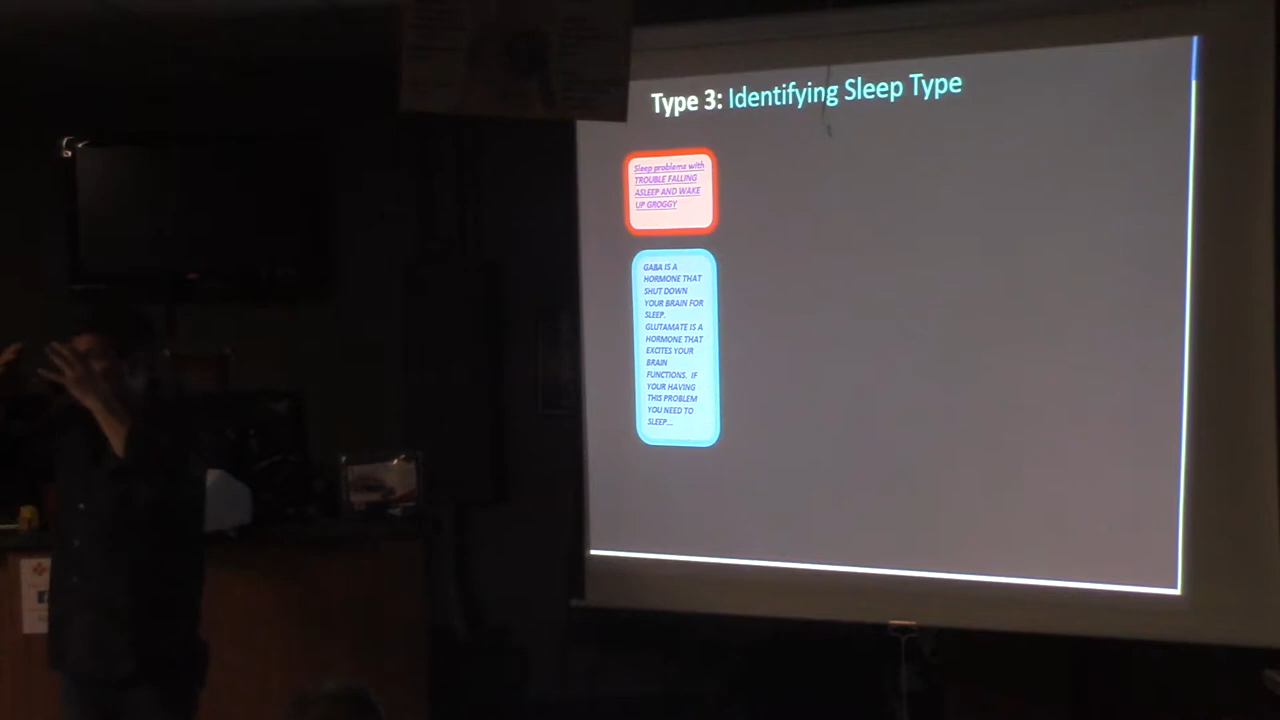 Type 3: Identifying Sleep Type
Sleep problems with
TROUBLE FALLING
ASLEEP AND WAKE
UP GROGGY
GABA IS A
HORMONE THAT
SHUT DOWN
YOUR BRAIN FOR
SLEEP.
GLUTAMATE IS A
HORMONE THAT
EXCITES YOUR
BRAIN
FUNCTIONS. IF
YOUR HAVING
THIS PROBLEM
YOU NEED TO
SLEEP...